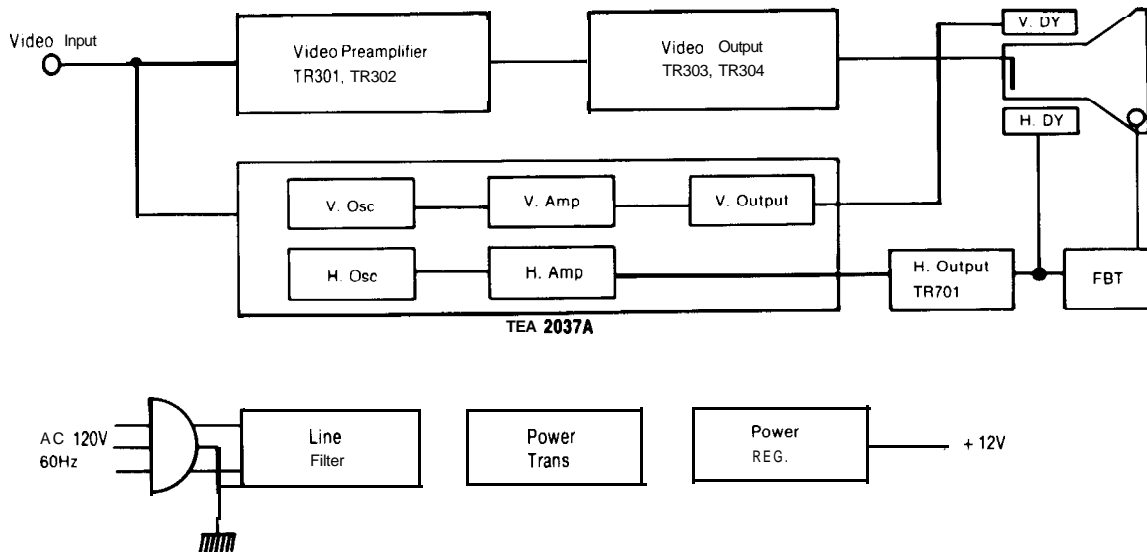 Video Input
Video Preamplifier
TR301, TR302
Video Output
TR303, TR304
V. DY
H. DY
V. Osc
V. Amp
V. Output
H. Osc
H. Amp
H. Output
TR701
FBT
TEA 2037A
AC 120V
60Hz
Line
Filter
Power
Trans
Power
REG.
+ 12V